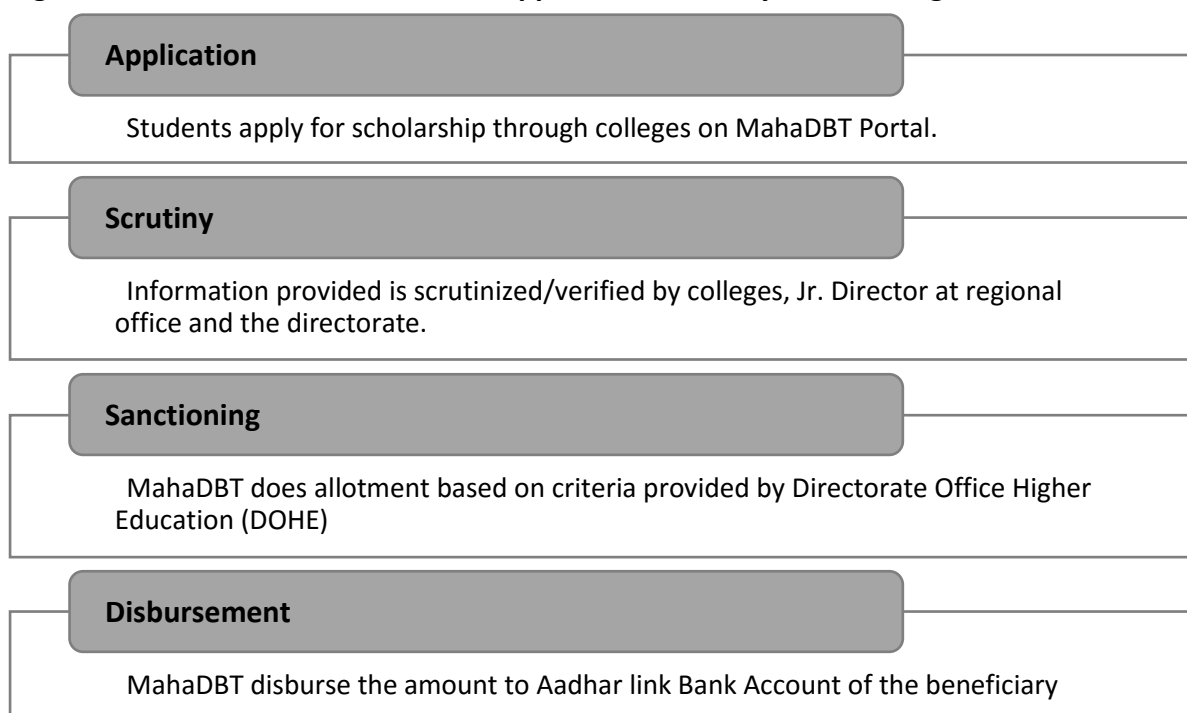 Application
Students apply for scholarship through colleges on MahaDBT Portal.
Scrutiny
Information provided is scrutinized/verified by colleges, Jr. Director at regional
office and the directorate.
Sanctioning
MahaDBT does allotment based on criteria provided by Directorate Office Higher
Education (DOHE)
Disbursement
MahaDBT disburse the amount to Aadhar link Bank Account of the beneficiary